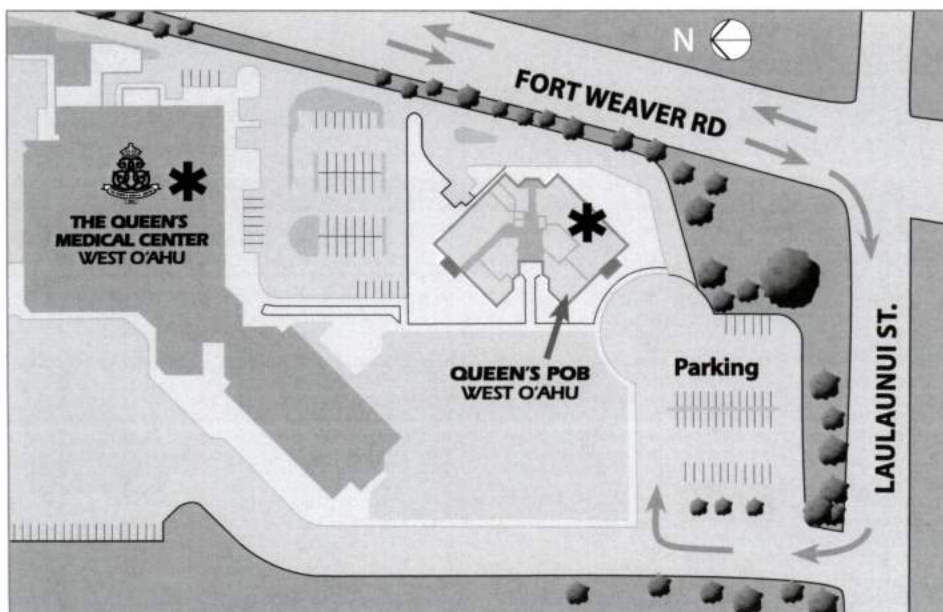 N
FORT WEAVER RD
THE QUEEN'S
MEDICAL CENTER
WEST O'AHU
QUEEN'S POB
WEST O'AHU
Parking
LAULAUNUI ST.